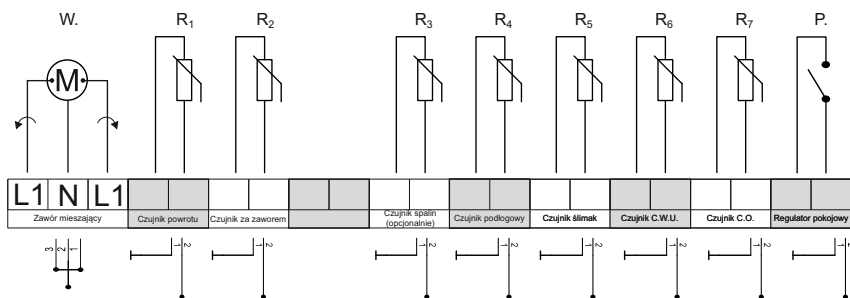 W. R1 R2 R3 R4 R5 R6 R7 P.
M
L1 N L1
Zawór mieszający Czujnik powrotu Czujnik za zaworem Czujnik spalin (opcjonalnie) Czujnik podłogowy Czujnik ślimak Czujnik C.W.U. Czujnik C.O. Regulator pokojowy
3 2 1 1 2 1 2 1 2 1 2 1 2 1 2 1 2 1 2